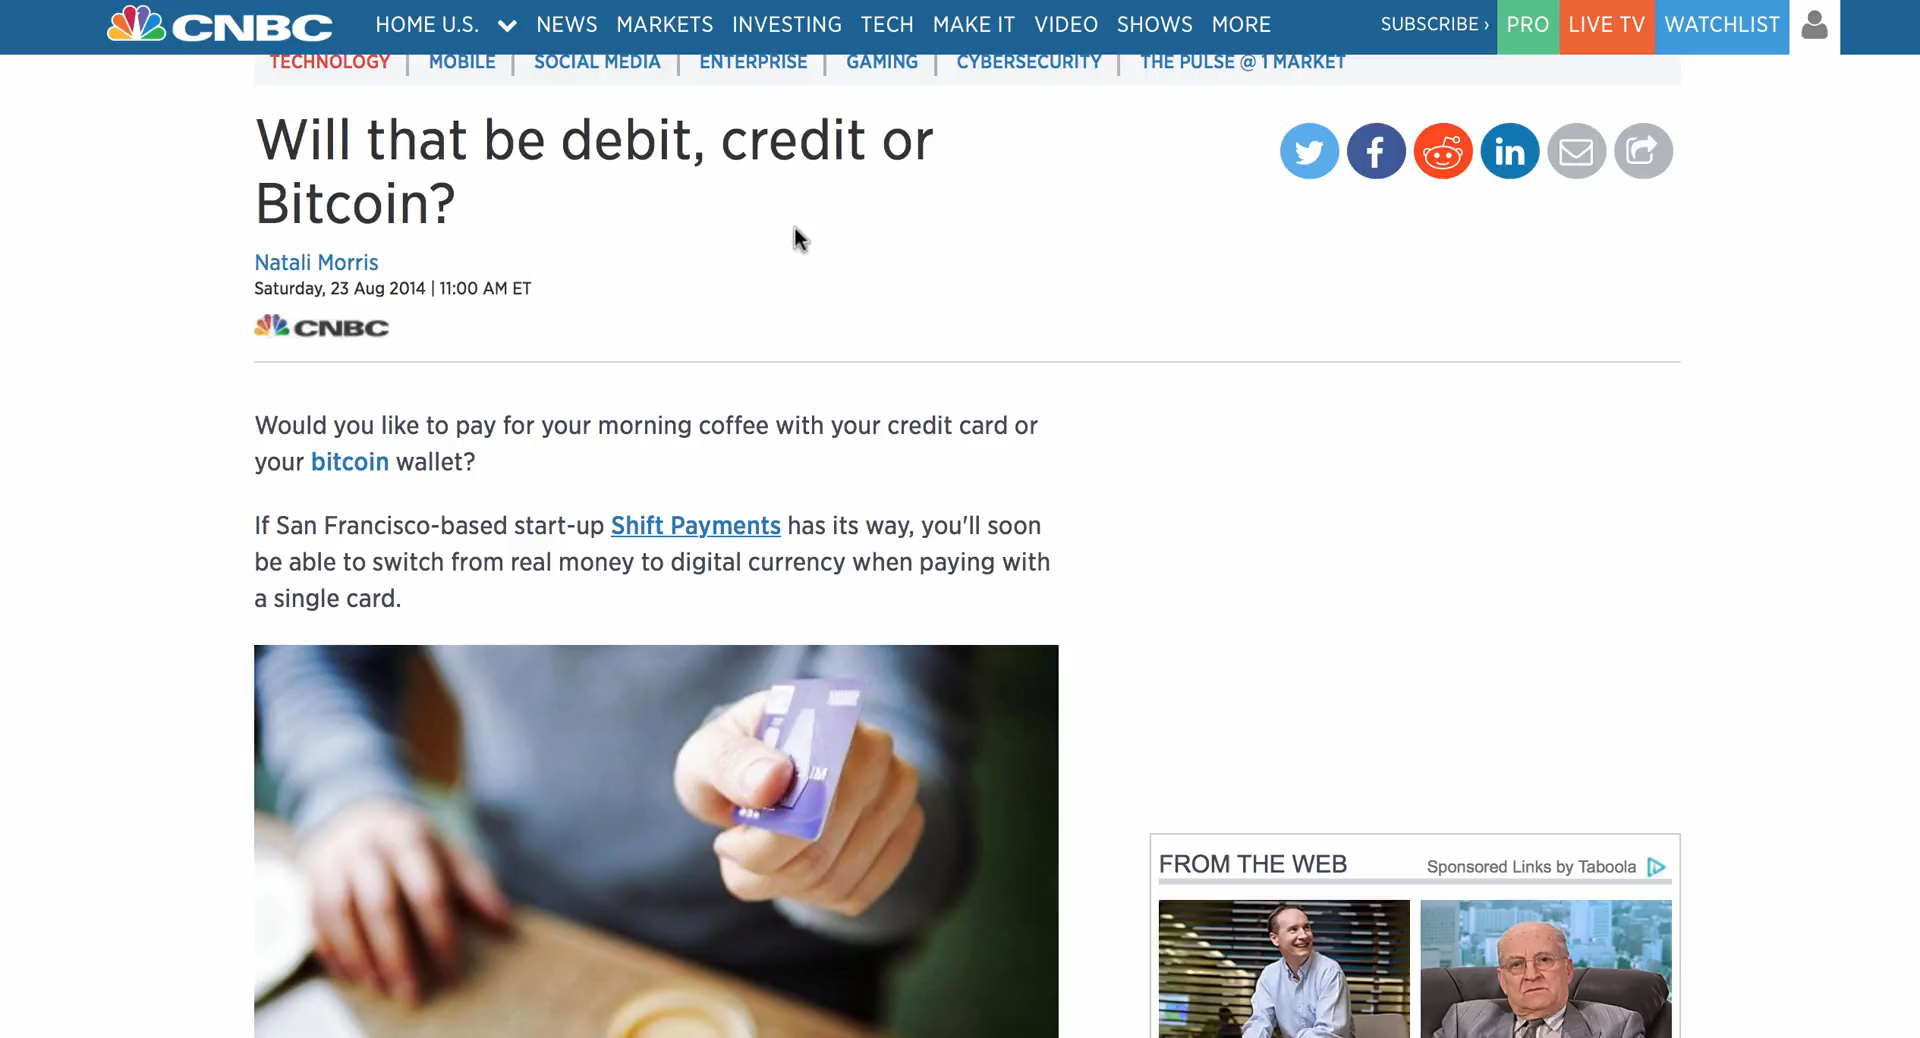 CNBC HOME U.S. NEWS MARKETS INVESTING TECH MAKE IT VIDEO SHOWS MORE SUBSCRIBE › PRO LIVE TV WATCHLIST
TECHNOLOGY | MOBILE | SOCIAL MEDIA | ENTERPRISE | GAMING | CYBERSECURITY | THE PULSE @ 1 MARKET
Will that be debit, credit or
Bitcoin?
Natali Morris
Saturday, 23 Aug 2014 | 11:00 AM ET
CNBC
Would you like to pay for your morning coffee with your credit card or
your bitcoin wallet?
If San Francisco-based start-up Shift Payments has its way, you'll soon
be able to switch from real money to digital currency when paying with
a single card.
FROM THE WEB
Sponsored Links by Taboola